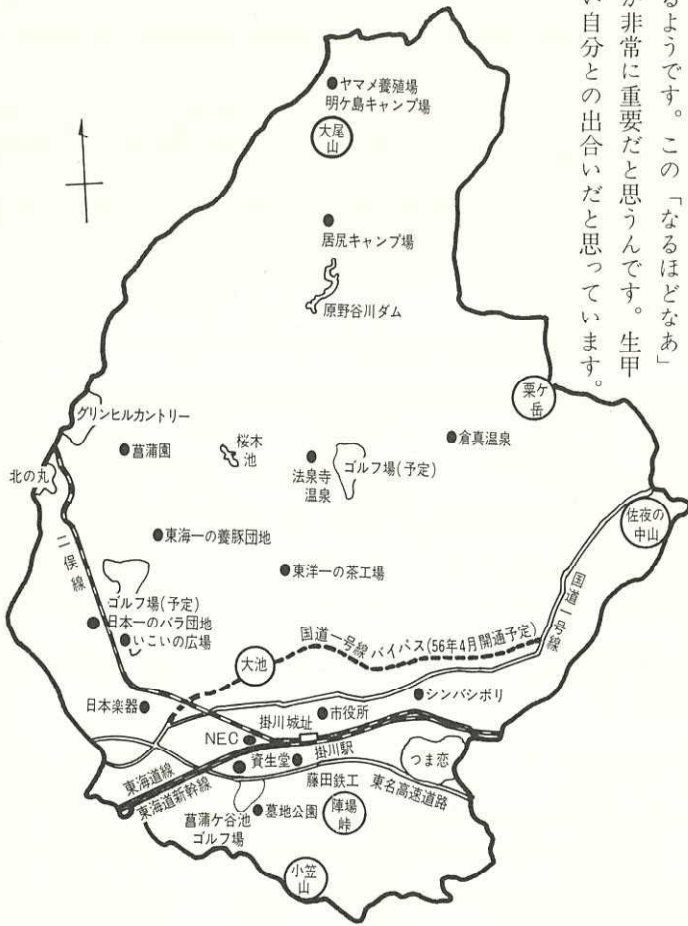 るようです。この「なるほどなあ」
が非常に重要だと思うんです。生甲
い自分との出合いだと思っています。
ヤマメ養殖場
明ケ島キャンプ場
大尾
山
居尻キャンプ場
原野谷川ダム
栗ケ
岳
グリンヒルカントリー
菖蒲園
桜木
池
法泉寺
温泉
ゴルフ場(予定)
倉真温泉
北の丸
佐夜の
中山
二俣線
東海一の養豚団地
東洋一の茶工場
国道一号線
ゴルフ場(予定)
日本一のバラ団地
いこいの広場
国道一号線バイパス(56年4月開通予定)
大池
シンバシポリ
日本楽器
掛川城址
市役所
NEC
資生堂
掛川駅
つま恋
東海道線
東海道新幹線
藤田鉄工
東名高速道路
菖蒲ケ谷池
ゴルフ場
墓地公園
陣場
峠
小笠
山